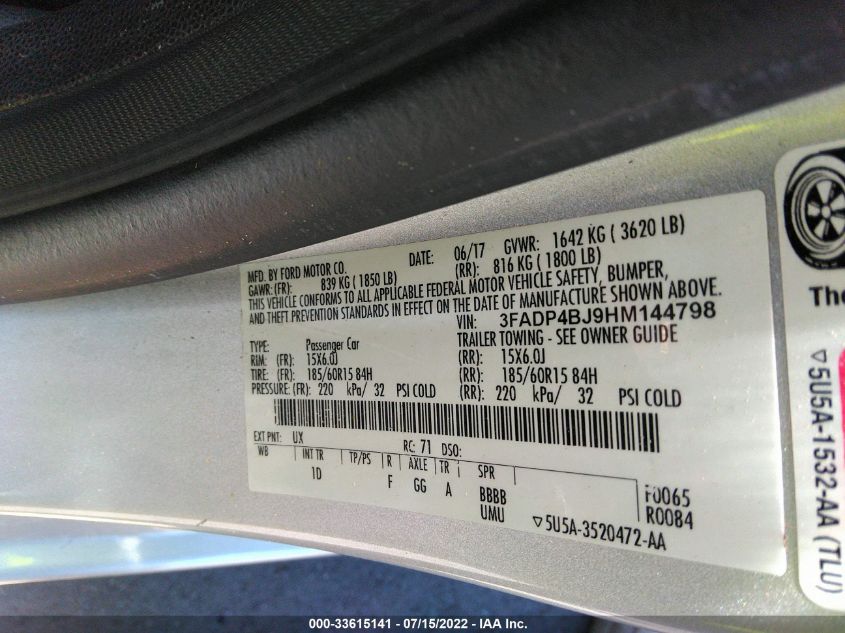 MFD. BY FORD MOTOR CO. DATE: 06/17 GVWR: 1642 KG ( 3620 LB)
GAWR: (FR): 839 KG ( 1850 LB) (RR): 816 KG ( 1800 LB)
THIS VEHICLE CONFORMS TO ALL APPLICABLE FEDERAL MOTOR VEHICLE SAFETY, BUMPER,
AND THEFT PREVENTION STANDARDS IN EFFECT ON THE DATE OF MANUFACTURE SHOWN ABOVE.
VIN: 3FADP4BJ9HM144798
TYPE: Passenger Car TRAILER TOWING - SEE OWNER GUIDE
RIM: (FR): 15X6.0J (RR): 15X6.0J
TIRE: (FR): 185/60R15 84H (RR): 185/60R15 84H
PRESSURE: (FR): 220 kPa/ 32 PSI COLD (RR): 220 kPa/ 32 PSI COLD
EXT PNT: UX RC: 71 DSO:
WB INT TR TP/PS R AXLE TR SPR
1D F GG A BBBB F0065
UMU R0084
▽5U5A-3520472-AA
The
▽5U5A-1532-AA (TLU)
000-33615141 - 07/15/2022 - IAA Inc.